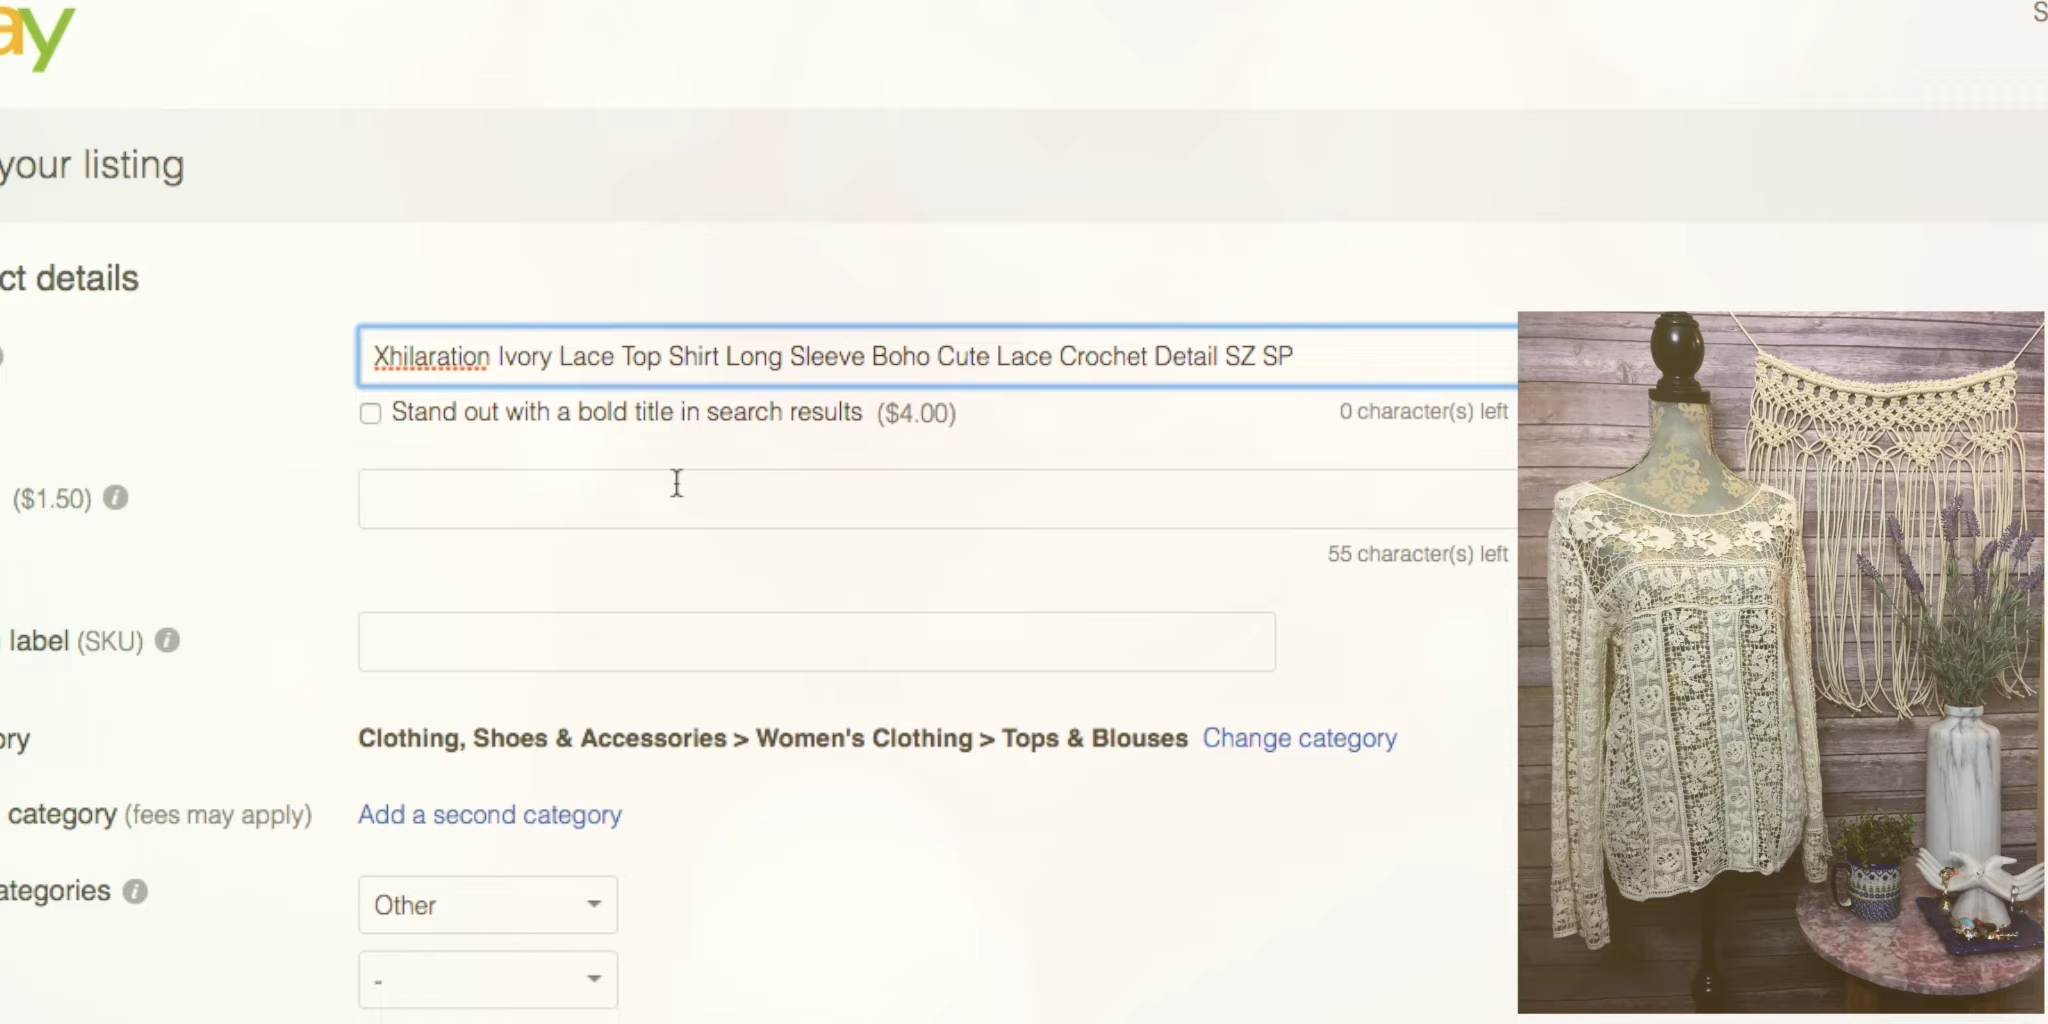 ay
S
your listing
ct details
Xhilaration Ivory Lace Top Shirt Long Sleeve Boho Cute Lace Crochet Detail SZ SP
Stand out with a bold title in search results ($4.00)
0 character(s) left
($1.50)
55 character(s) left
label (SKU)
ory
Clothing, Shoes & Accessories > Women's Clothing > Tops & Blouses Change category
category (fees may apply)
Add a second category
ategories
Other
-